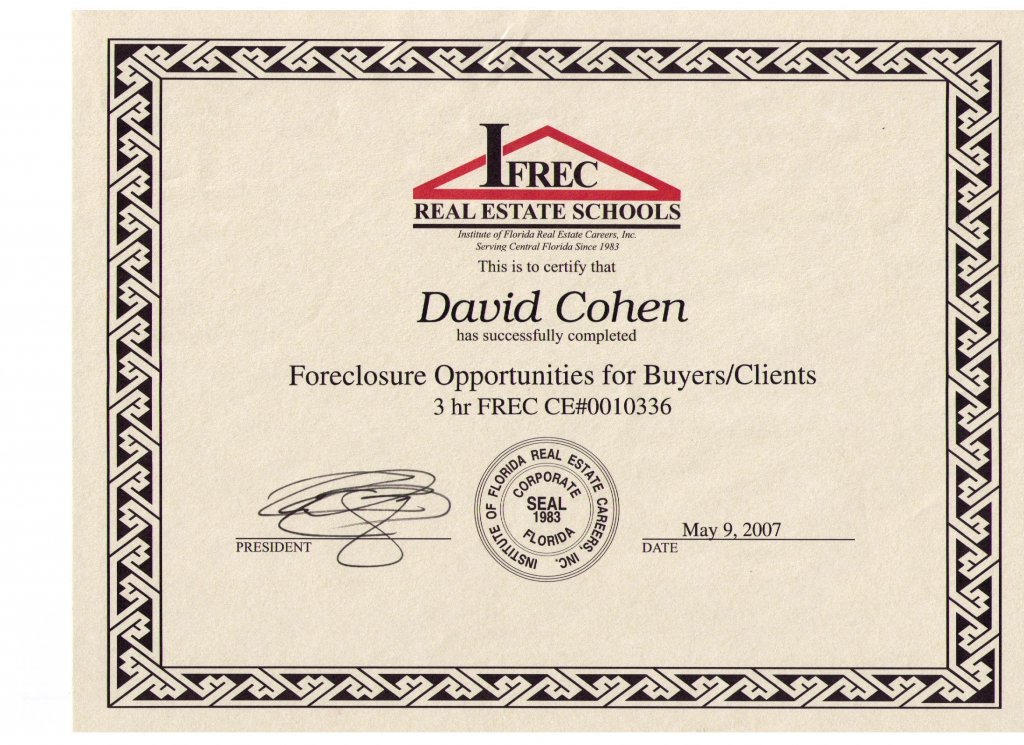 IFREC
REAL ESTATE SCHOOLS
Institute of Florida Real Estate Careers, Inc.
Serving Central Florida Since 1983
This is to certify that
David Cohen
has successfully completed
Foreclosure Opportunities for Buyers/Clients
3 hr FREC CE#0010336
INSTITUTE OF FLORIDA REAL ESTATE CAREERS, INC.
CORPORATE
SEAL
1983
FLORIDA
May 9, 2007
PRESIDENT
DATE